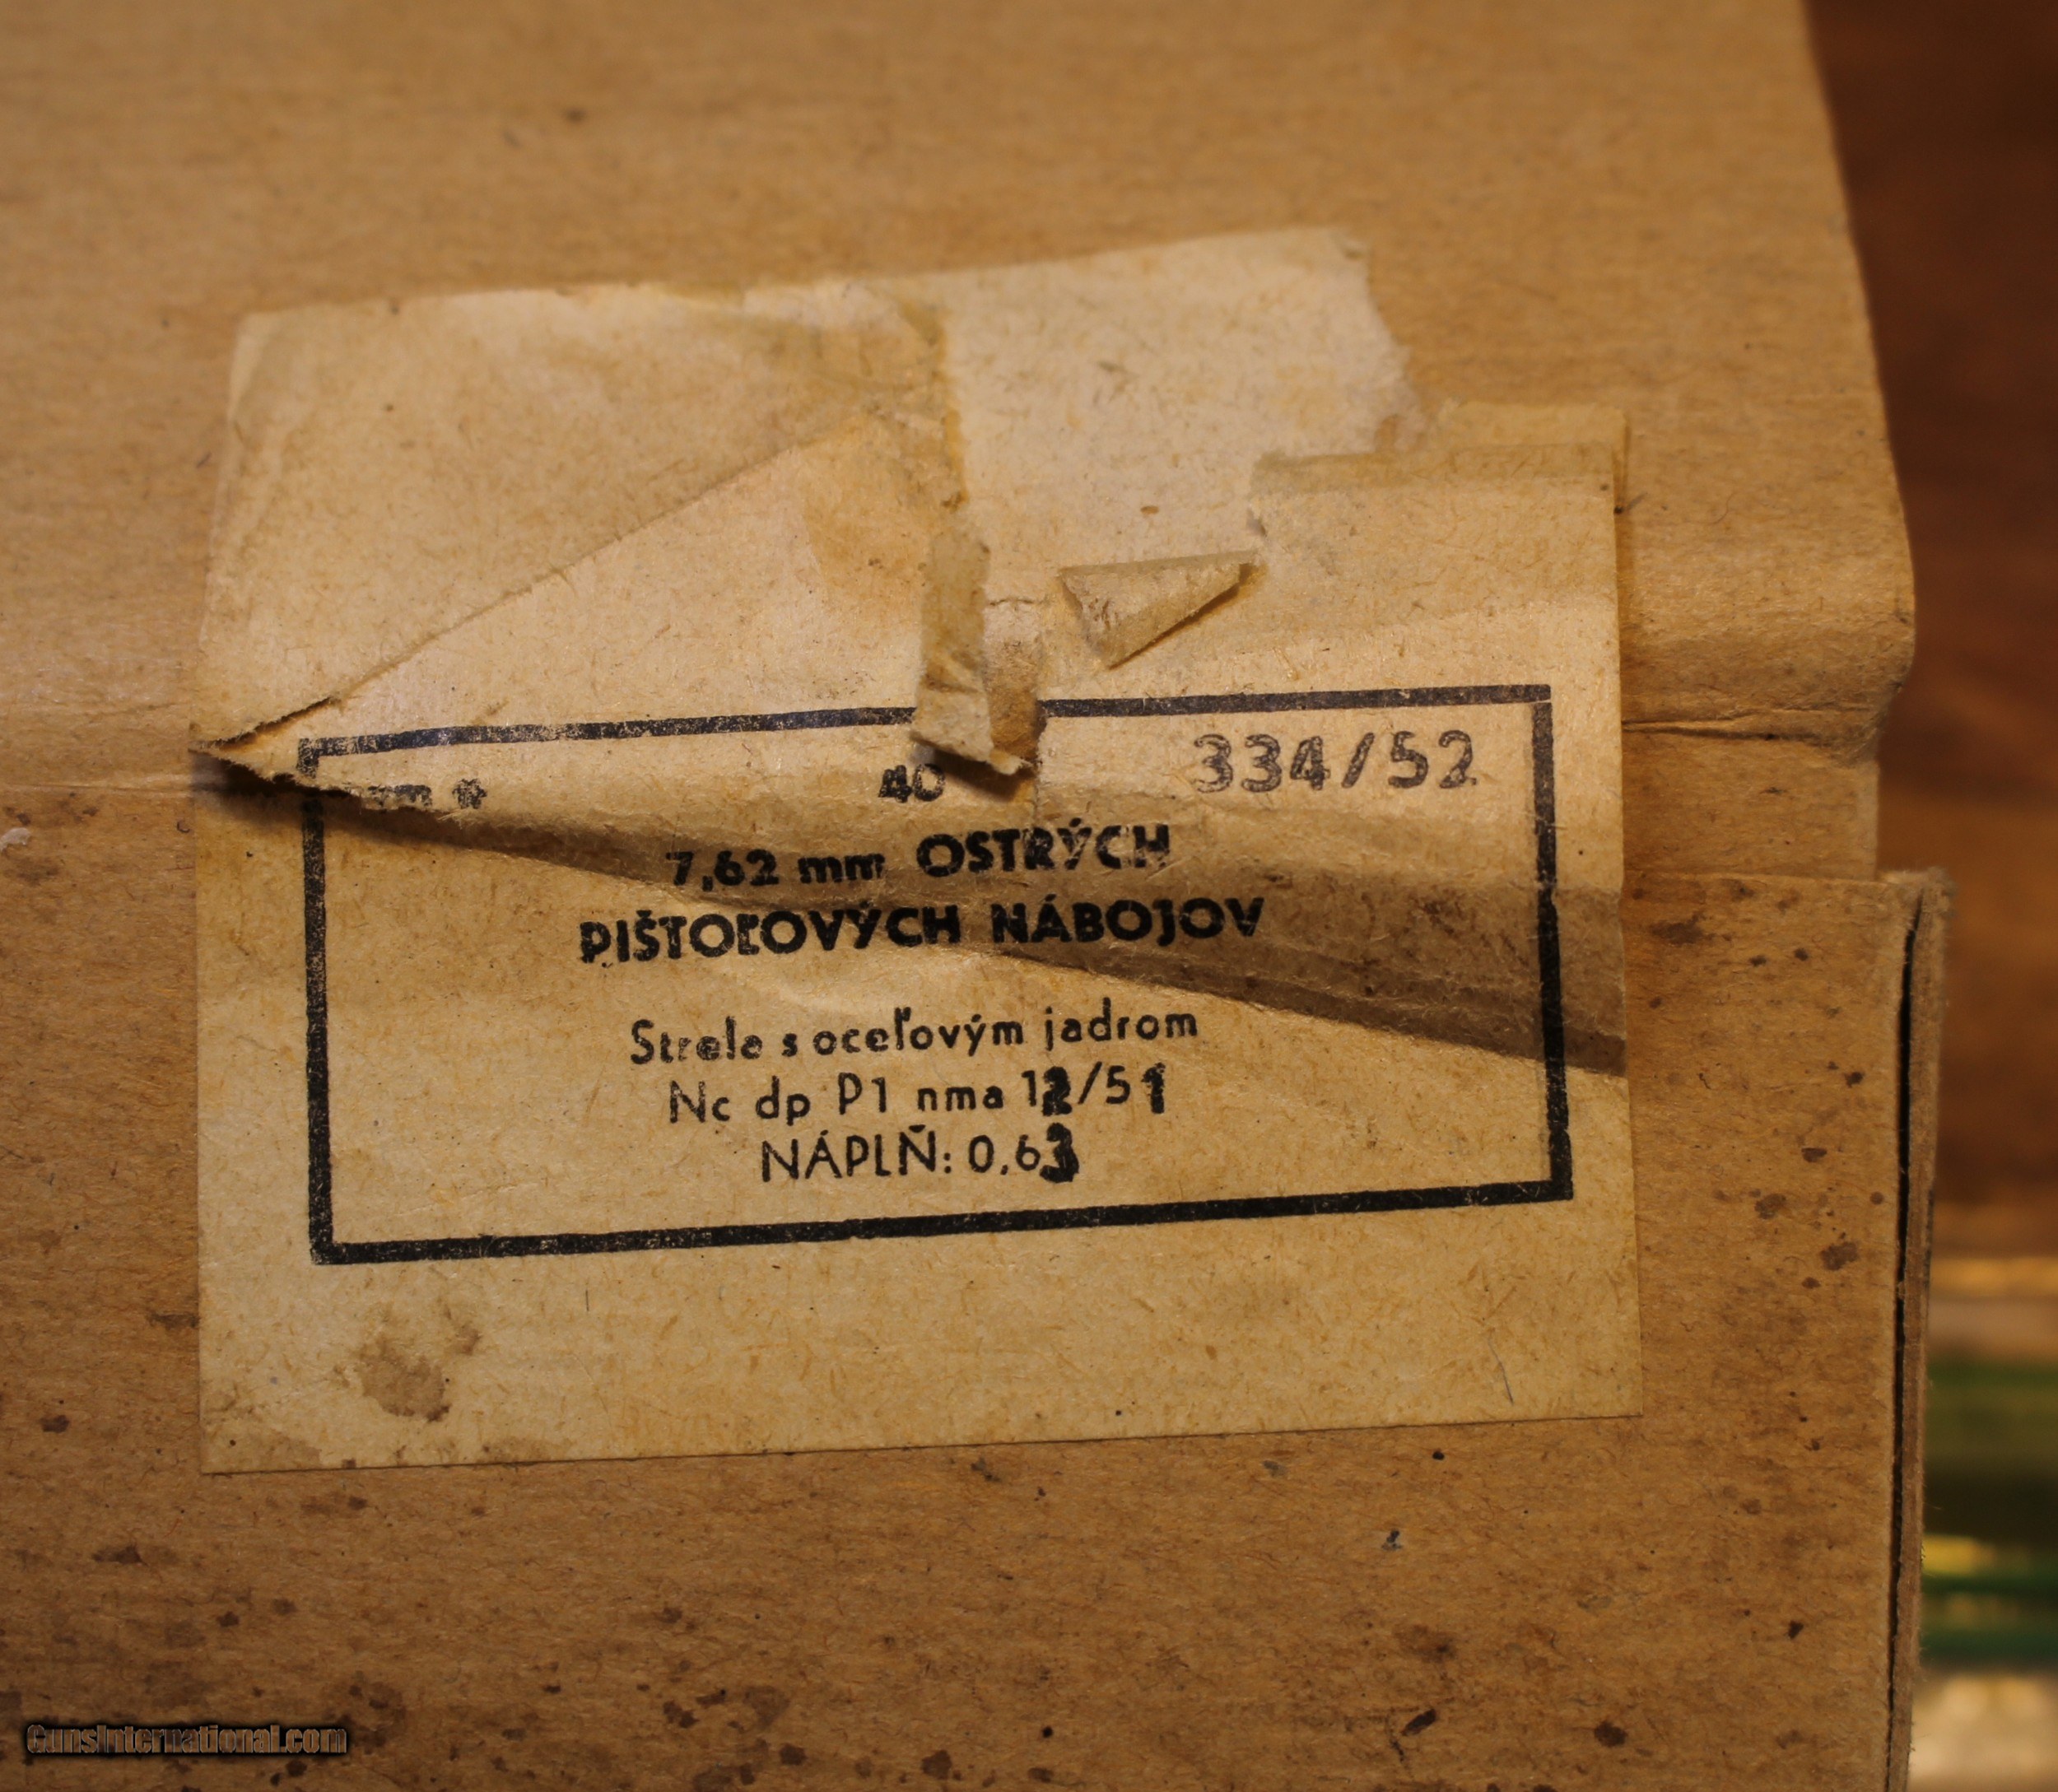 40 334/52
7,62 mm OSTRÝCH
PIŠTOĽOVÝCH NÁBOJOV
Strela s oceľovým jadrom
Nc dp P1 nma 12/51
NÁPLŇ: 0,63
GunsInternational.com